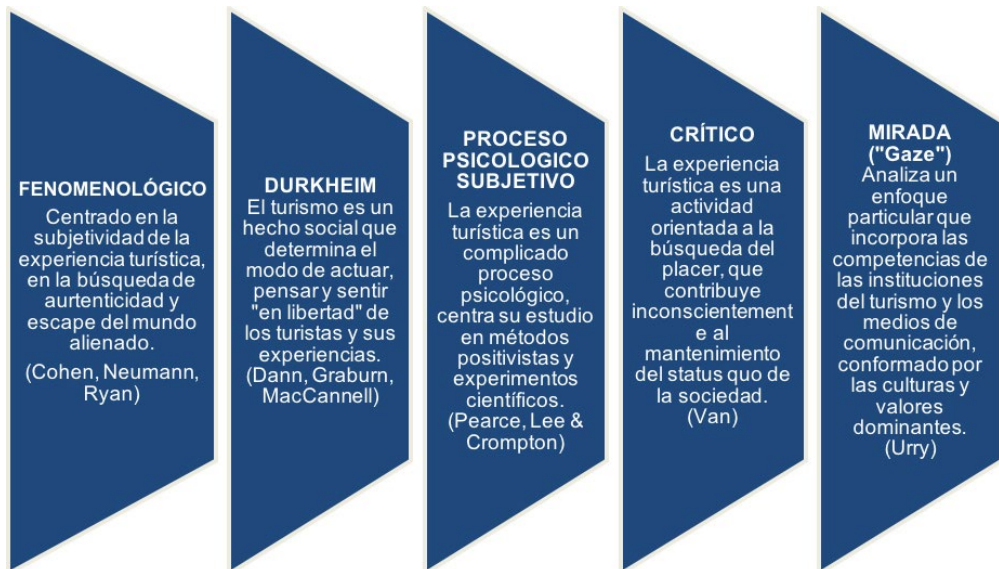 FENOMENOLÓGICO
Centrado en la
subjetividad de la
experiencia turística,
en la búsqueda de
aurtenticidad y
escape del mundo
alienado.
(Cohen, Neumann,
Ryan)
DURKHEIM
El turismo es un
hecho social que
determina el
modo de actuar,
pensar y sentir
"en libertad" de
los turistas y sus
experiencias.
(Dann, Graburn,
MacCannell)
PROCESO
PSICOLOGICO
SUBJETIVO
La experiencia
turística es un
complicado
proceso
psicológico,
centra su estudio
en métodos
positivistas y
experimentos
científicos.
(Pearce, Lee &
Crompton)
CRÍTICO
La experiencia
turística es una
actividad
orientada a la
búsqueda del
placer, que
contribuye
inconscientement
e al
mantenimiento
del status quo de
la sociedad.
(Van)
MIRADA
("Gaze")
Analiza un
enfoque
particular que
incorpora las
competencias de
las instituciones
del turismo y los
medios de
comunicación,
conformado por
las culturas y
valores
dominantes.
(Urry)